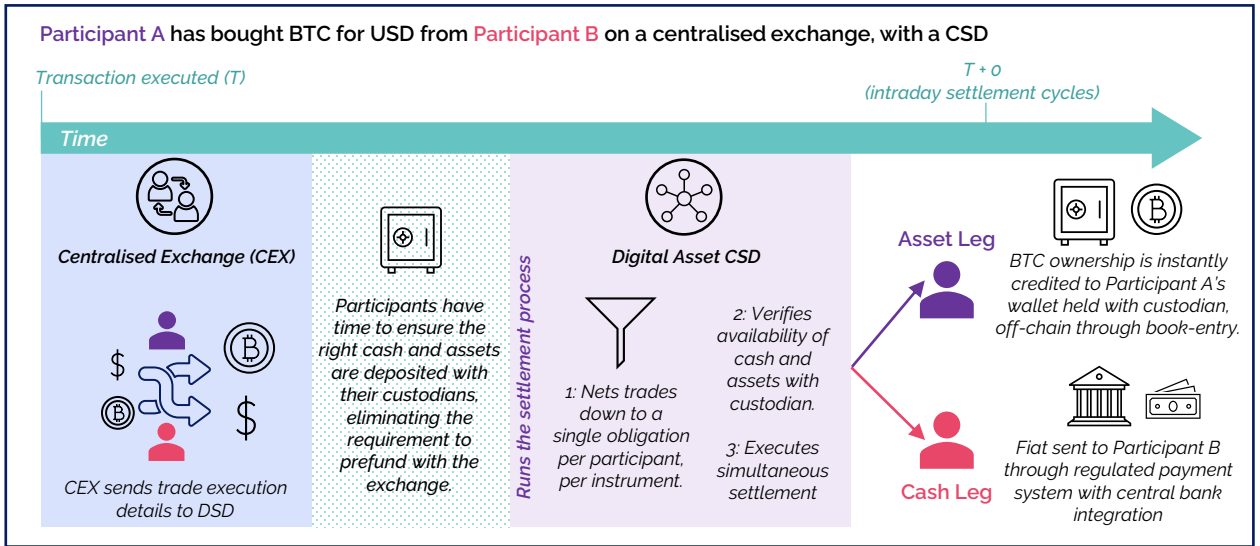 Participant A has bought BTC for USD from Participant B on a centralised exchange, with a CSD
Transaction executed (T)
T + 0
(intraday settlement cycles)
Time
Centralised Exchange (CEX)
$
$
CEX sends trade execution
details to DSD
Participants have
time to ensure the
right cash and assets
are deposited with
their custodians,
eliminating the
requirement to
prefund with the
exchange.
Runs the settlement process
Digital Asset CSD
1: Nets trades
down to a
single obligation
per participant,
per instrument.
2: Verifies
availability of
cash and
assets with
custodian.
3: Executes
simultaneous
settlement
Asset Leg
BTC ownership is instantly
credited to Participant A's
wallet held with custodian,
off-chain through book-entry.
Cash Leg
Fiat sent to Participant B
through regulated payment
system with central bank
integration